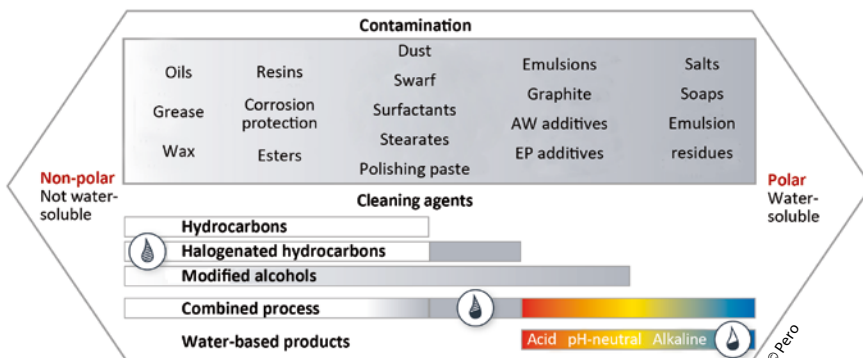 Contamination
Oils
Grease
Wax
Resins
Corrosion
protection
Esters
Dust
Swarf
Surfactants
Stearates
Polishing paste
Emulsions
Graphite
AW additives
EP additives
Salts
Soaps
Emulsion
residues
Non-polar
Not water-
soluble
Polar
Water-
soluble
Cleaning agents
Hydrocarbons
Halogenated hydrocarbons
Modified alcohols
Combined process
Water-based products
Acid pH-neutral Alkaline
© Pero